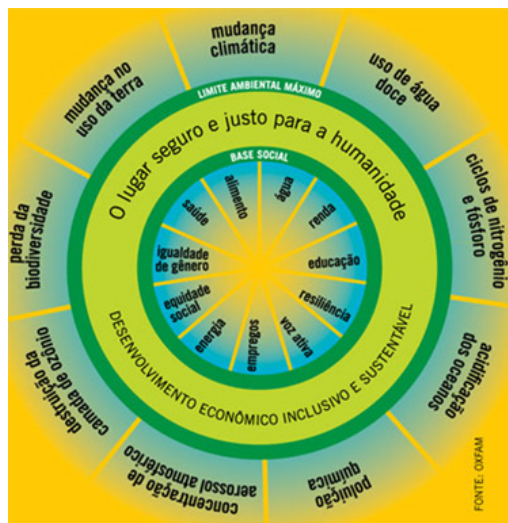 mudança
climática
uso de água
doce
ciclos de nitrogênio
e fósforo
acidificação
dos oceanos
poluição
química
concentração de
aerossol atmosférico
destruição da
camada de ozônio
perda da
biodiversidade
mudança no
uso da terra
LIMITE AMBIENTAL MÁXIMO
O lugar seguro e justo para a humanidade
BASE SOCIAL
água
renda
educação
resiliência
voz ativa
empregos
energia
equidade
social
igualdade
de gênero
saúde
alimento
DESENVOLVIMENTO ECONÔMICO INCLUSIVO E SUSTENTÁVEL
FONTE: OXFAM